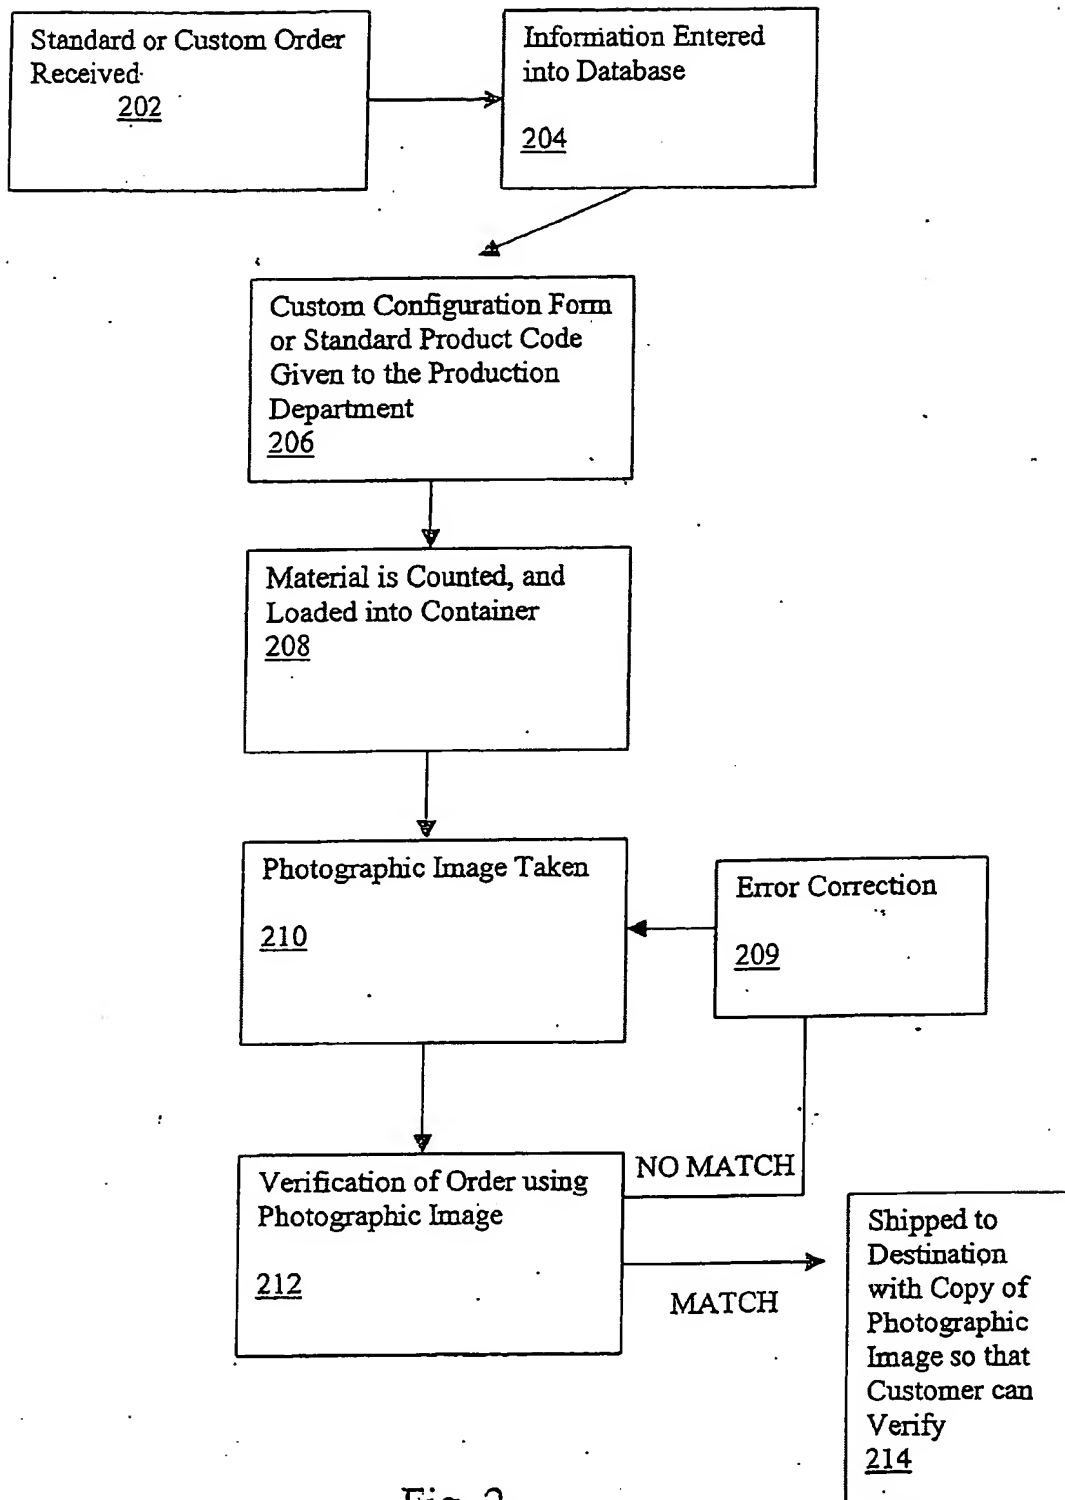 Standard or Custom Order
Received
202
Information Entered
into Database
204
Custom Configuration Form
or Standard Product Code
Given to the Production
Department
206
Material is Counted, and
Loaded into Container
208
Photographic Image Taken
210
Error Correction
209
Verification of Order using
Photographic Image
212
NO MATCH
MATCH
Shipped to
Destination
with Copy of
Photographic
Image so that
Customer can
Verify
214
Fig. 2